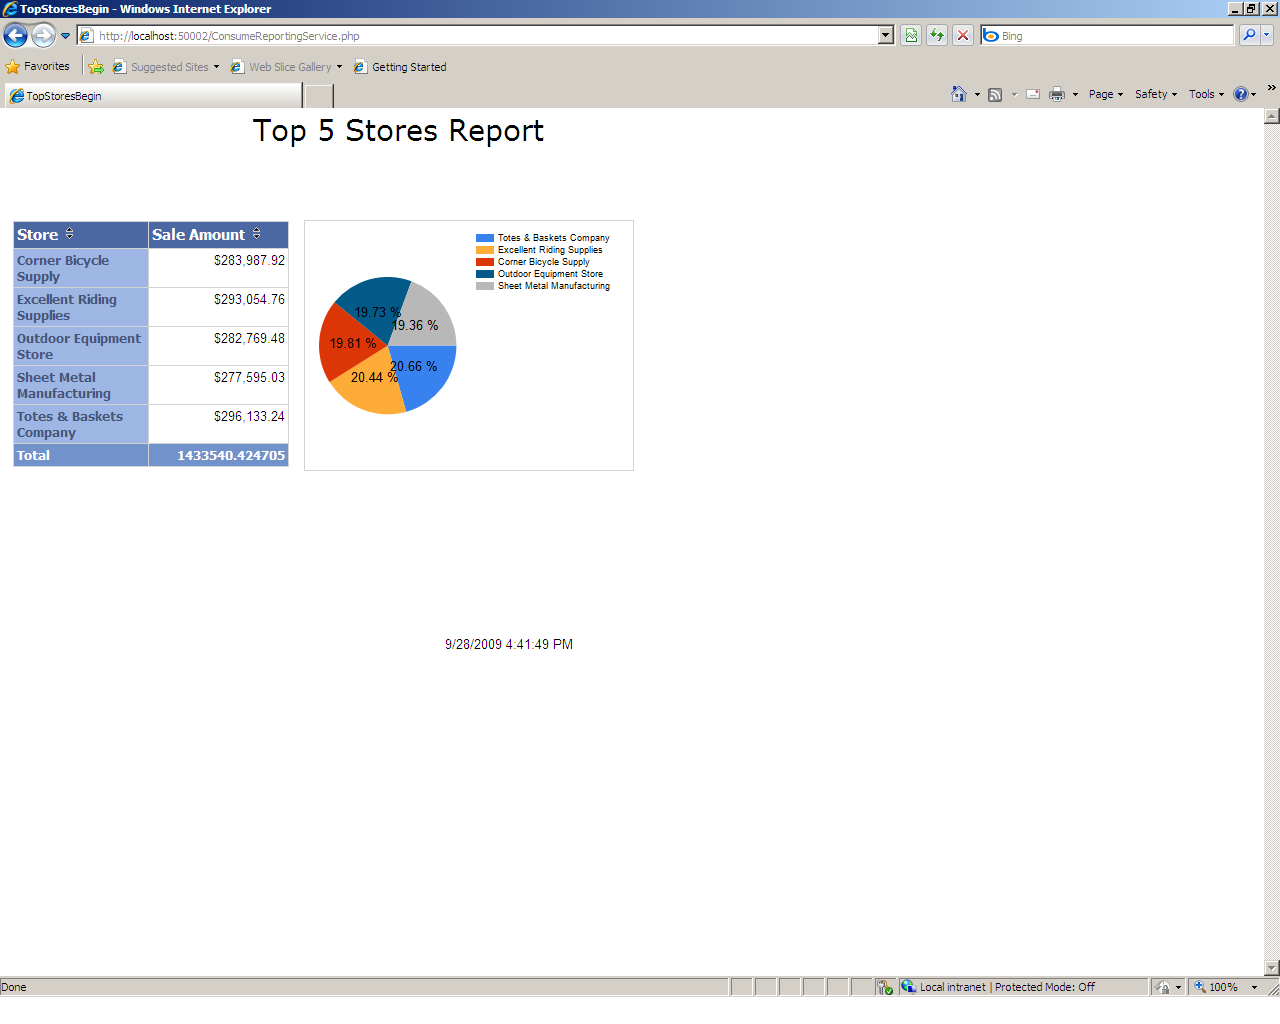 TopStoresBegin - Windows Internet Explorer
http://localhost:50002/ConsumeReportingService.php
Bing
Favorites Suggested Sites Web Slice Gallery Getting Started
TopStoresBegin
Page Safety Tools
Top 5 Stores Report
Store Sale Amount
Corner Bicycle Supply $283,987.92
Excellent Riding Supplies $293,054.76
Outdoor Equipment Store $282,769.48
Sheet Metal Manufacturing $277,595.03
Totes & Baskets Company $296,133.24
Total 1433540.424705
Totes & Baskets Company
Excellent Riding Supplies
Corner Bicycle Supply
Outdoor Equipment Store
Sheet Metal Manufacturing
19.73 %
19.36 %
19.81 %
20.66 %
20.44 %
9/28/2009 4:41:49 PM
Done
Local intranet | Protected Mode: Off
100%